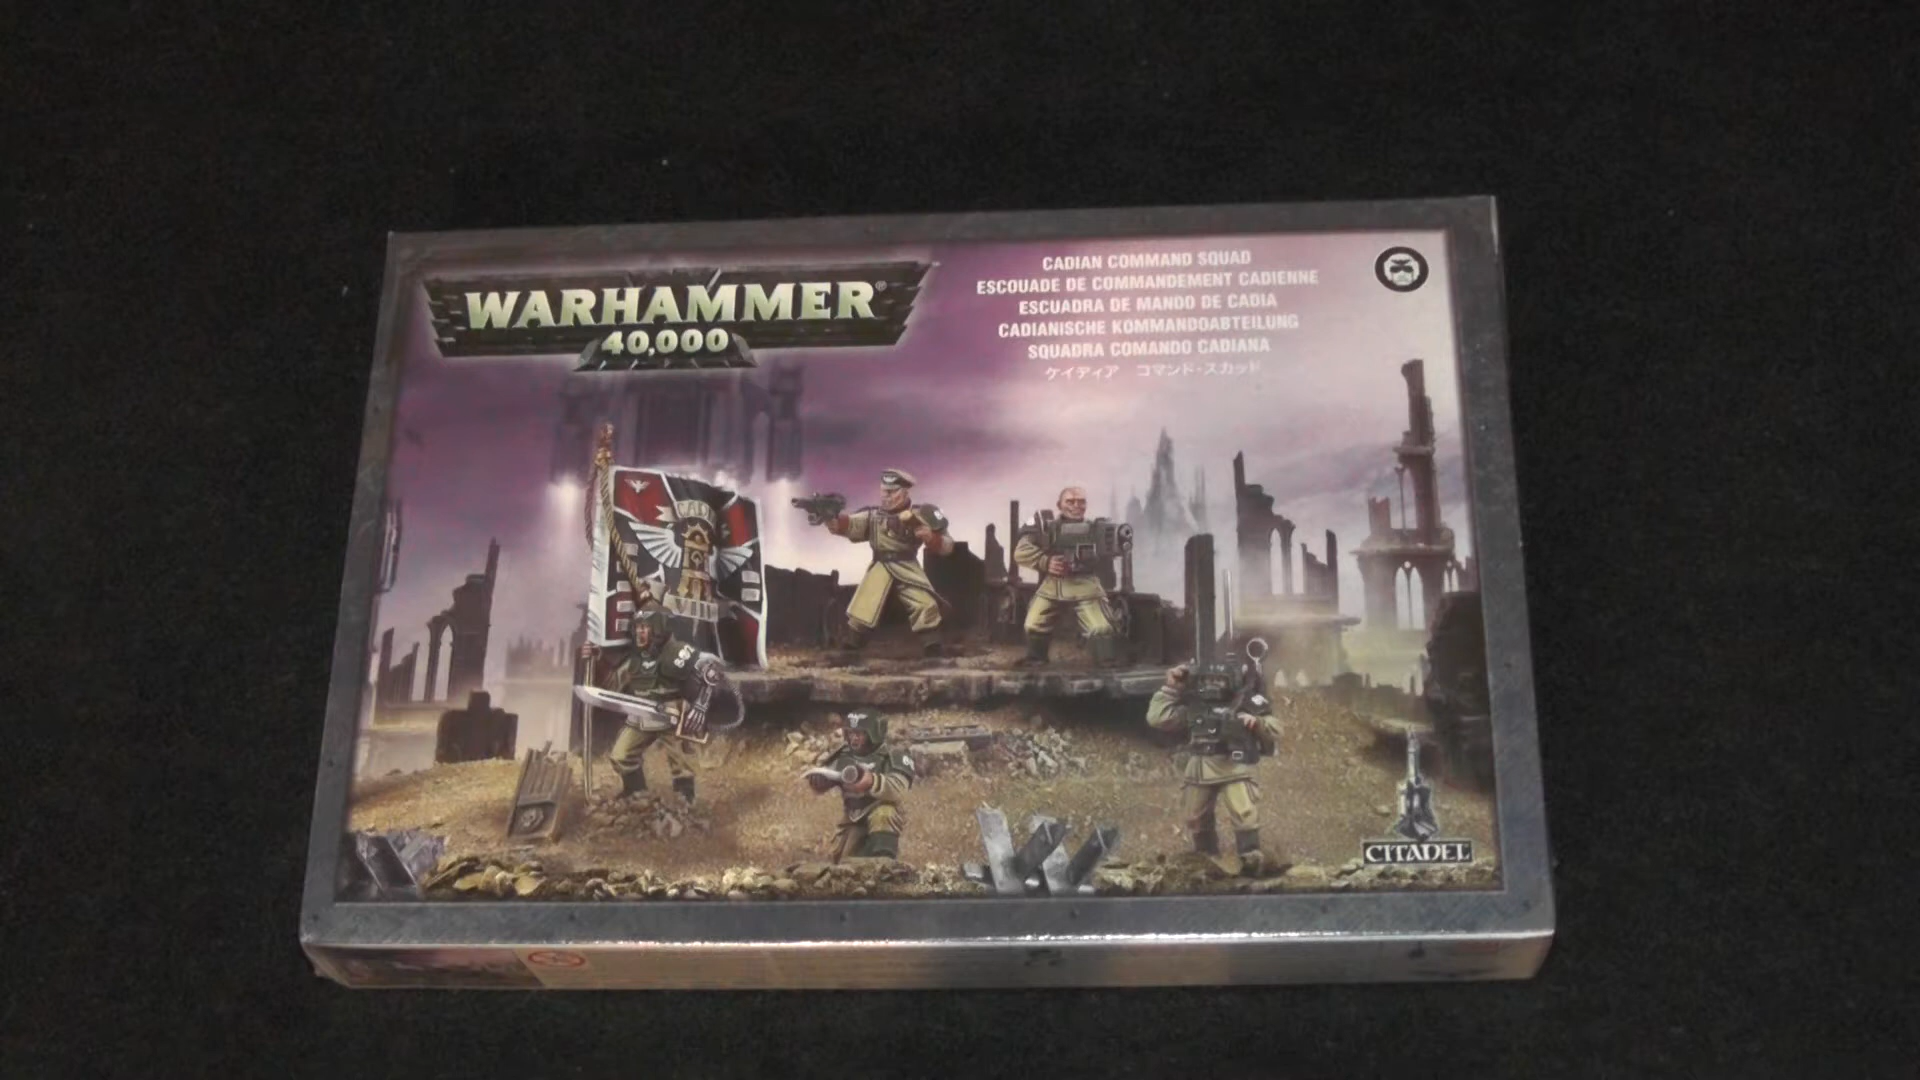 WARHAMMER®
40,000
CADIAN COMMAND SQUAD
ESCOUADE DE COMMANDEMENT CADIENNE
ESCUADRA DE MANDO DE CADIA
CADIANISCHE KOMMANDOABTEILUNG
SQUADRA COMANDO CADIANA
ケイディア コマンド・スカッド
VIII
CITADEL